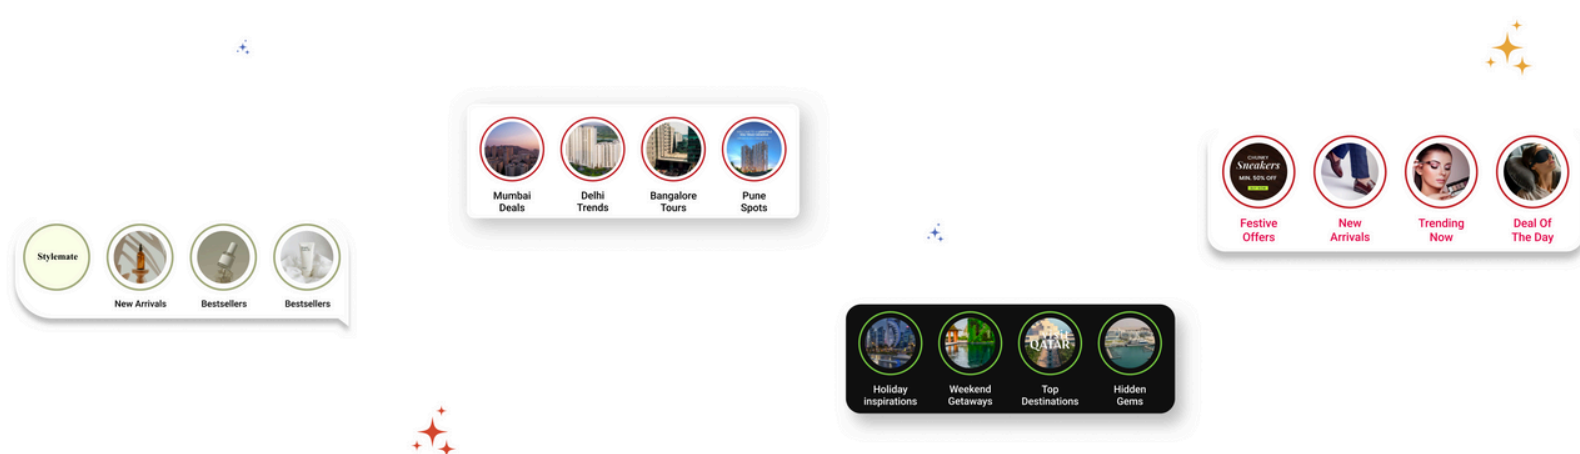 Stylemate
New Arrivals
Bestsellers
Bestsellers
Mumbai
Deals
Delhi
Trends
Bangalore
Tours
Pune
Spots
QATAR
Holiday
inspirations
Weekend
Getaways
Top
Destinations
Hidden
Gems
CHUNKY
Sneakers
MIN. 50% OFF
Festive
Offers
New
Arrivals
Trending
Now
Deal Of
The Day